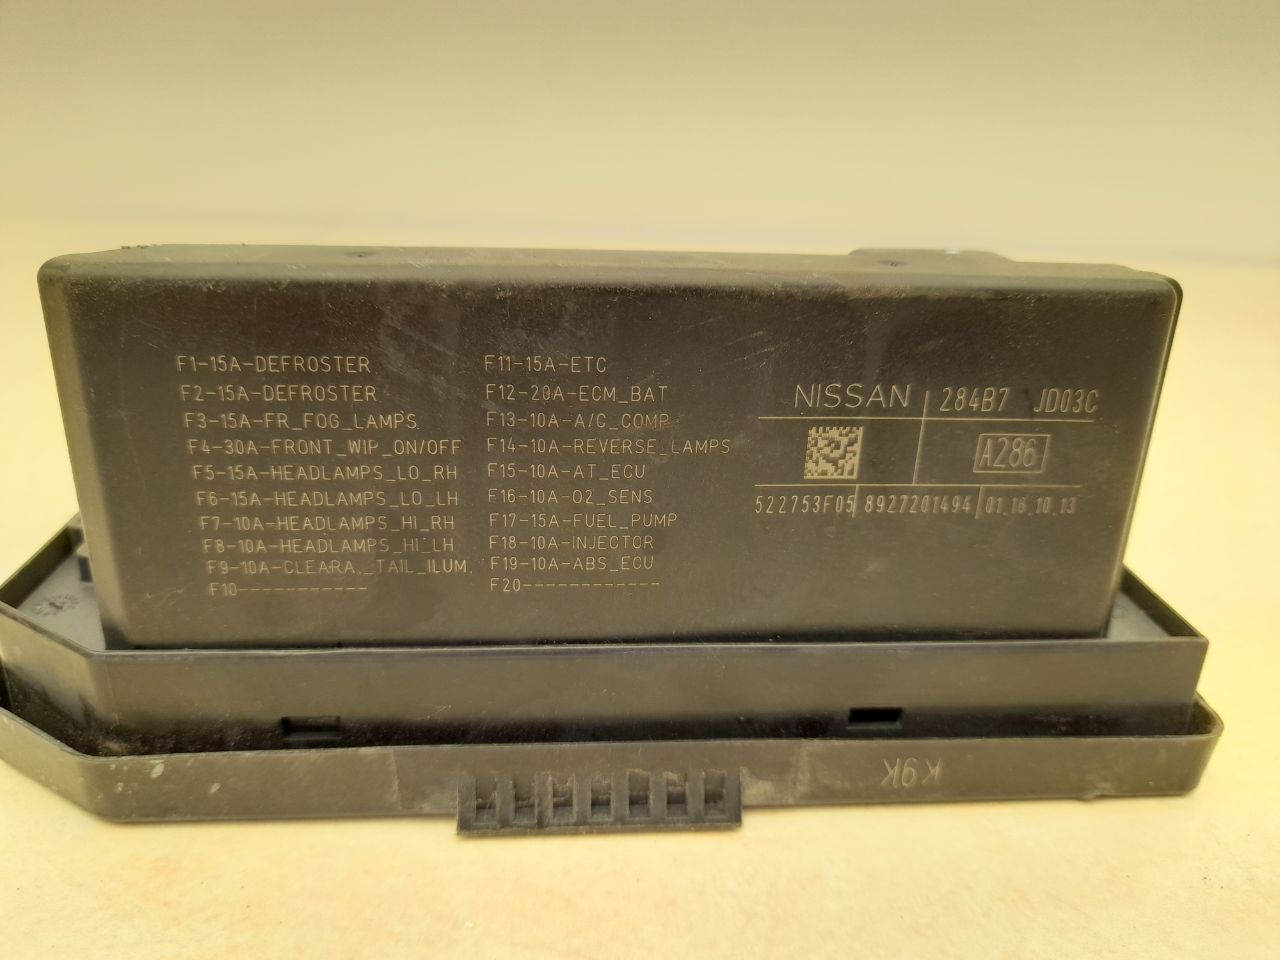 F1-15A-DEFROSTER
F2-15A-DEFROSTER
F3-15A-FR_FOG_LAMPS
F4-30A-FRONT_WIP_ON/OFF
F5-15A-HEADLAMPS_LO_RH
F6-15A-HEADLAMPS_LO_LH
F7-10A-HEADLAMPS_HI_RH
F8-10A-HEADLAMPS_HI_LH
F9-10A-CLEARA._TAIL_ILUM.
F10-----------
F11-15A-ETC
F12-20A-ECM_BAT
F13-10A-A/C_COMP
F14-10A-REVERSE_LAMPS
F15-10A-AT_ECU
F16-10A-O2_SENS
F17-15A-FUEL_PUMP
F18-10A-INJECTOR
F19-10A-ABS_ECU
F20------------
NISSAN 284B7 JD03C
A286
522753F05 8927201494 01.16.10.13
K9K